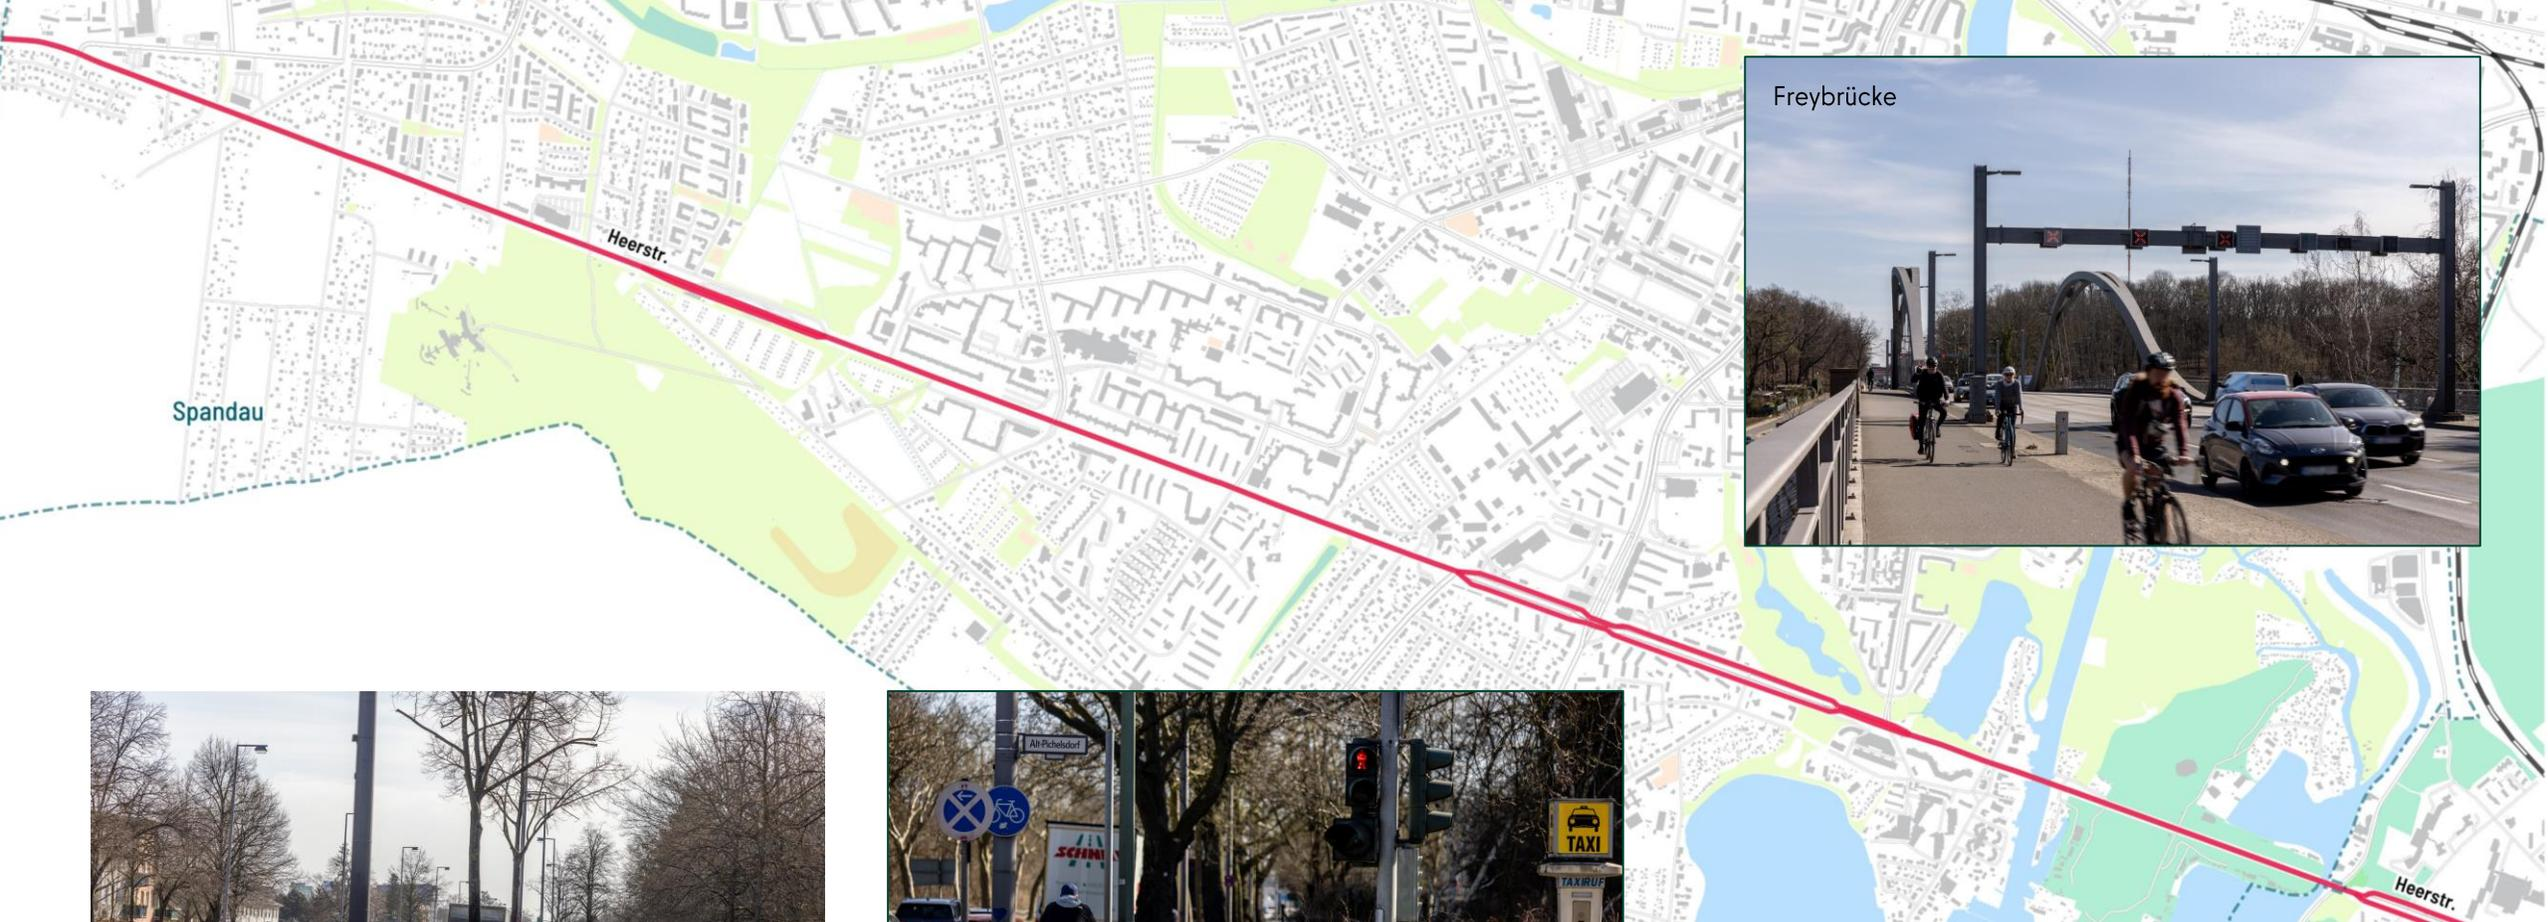 Freybrücke
Heerstr.
Spandau
Alt-Pichelsdorf
TAXI
TAXIRUF
Heerstr.